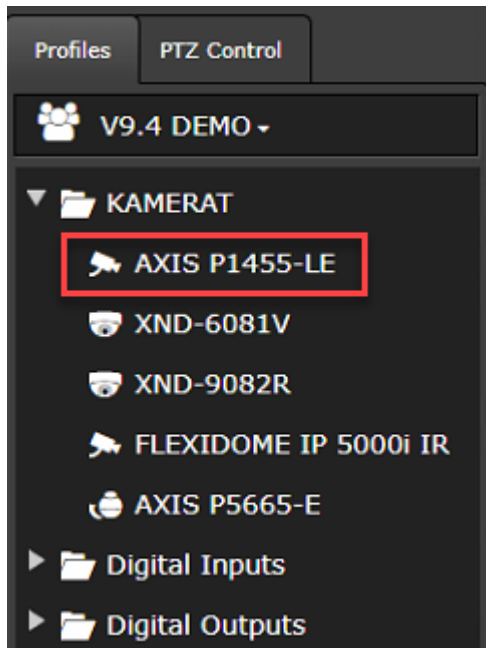 Profiles PTZ Control
V9.4 DEMO
KAMERAT
AXIS P1455-LE
XND-6081V
XND-9082R
FLEXIDOME IP 5000i IR
AXIS P5665-E
Digital Inputs
Digital Outputs